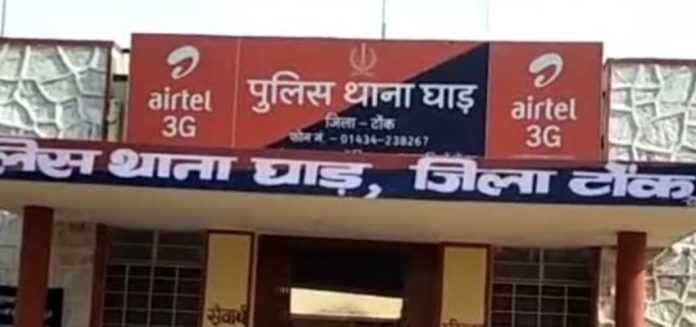 airtel
3G
पुलिस थाना घाड़
जिला - टोंक
फोन नं. - 01434-238267
airtel
3G
लिस थाना घाड़, जिला टोंक
सेवार्थ